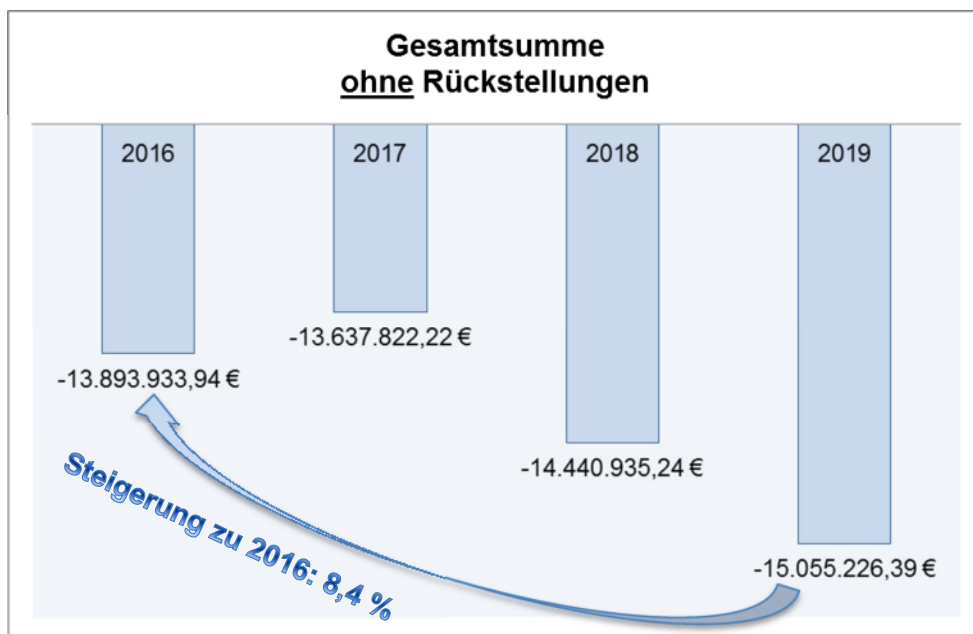 Gesamtsumme
ohne Rückstellungen
2016
2017
2018
2019
-13.893.933,94 €
-13.637.822,22 €
-14.440.935,24 €
-15.055.226,39 €
Steigerung zu 2016: 8,4 %